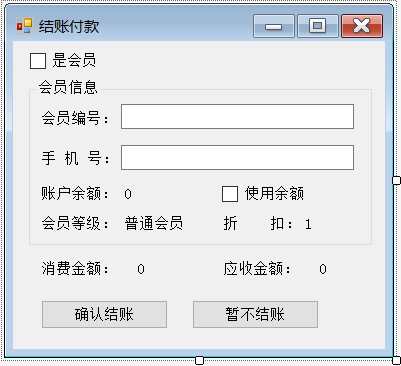 结账付款
是会员
会员信息
会员编号：
手 机 号：
账户余额： 0 使用余额
会员等级： 普通会员 折 扣： 1
消费金额： 0 应收金额： 0
确认结账 暂不结账